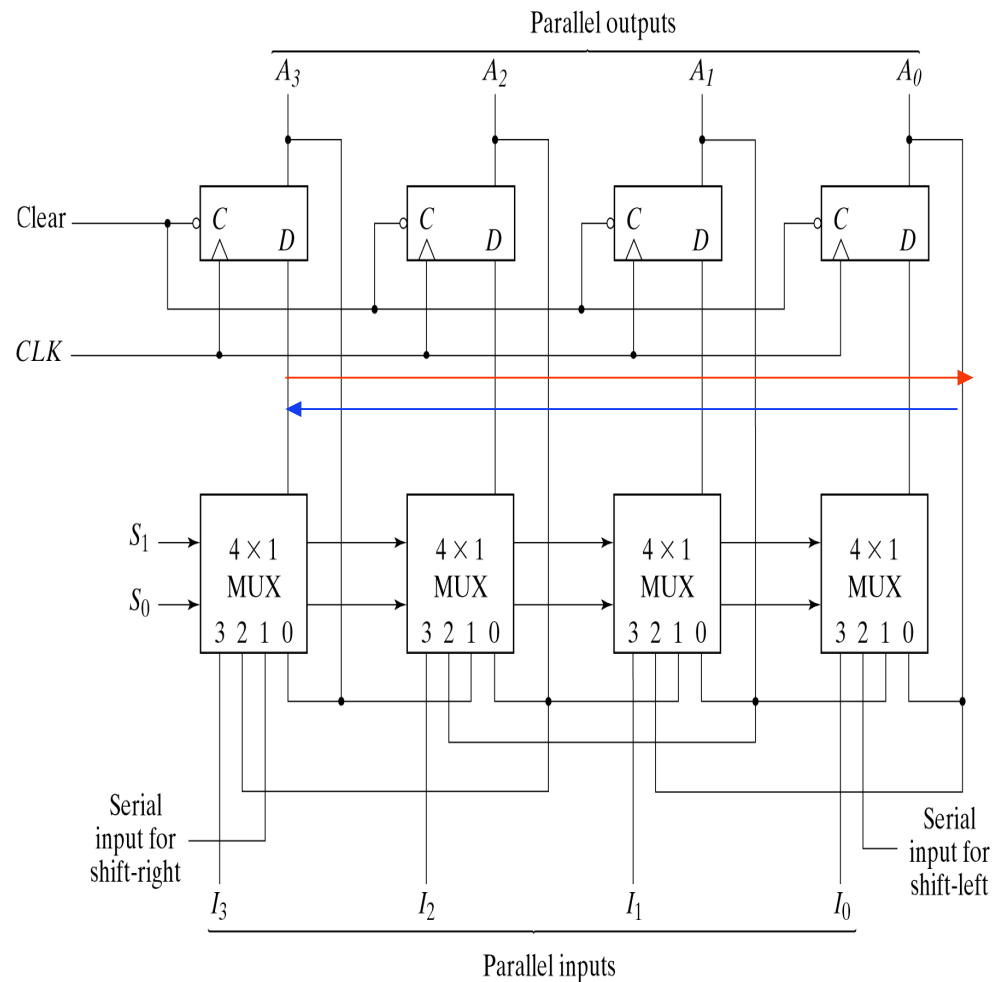 Parallel outputs
A3 A2 A1 A0
Clear C D C D C D C D
CLK
S1
S0
4 × 1 MUX 3 2 1 0
4 × 1 MUX 3 2 1 0
4 × 1 MUX 3 2 1 0
4 × 1 MUX 3 2 1 0
Serial
input for
shift-right
Serial
input for
shift-left
I3 I2 I1 I0
Parallel inputs